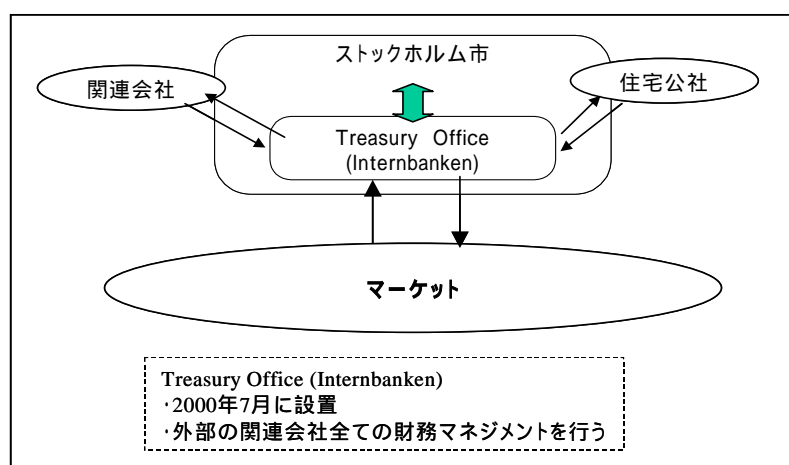 ストックホルム市
関連会社
住宅公社
Treasury Office
(Internbanken)
マーケット
Treasury Office (Internbanken)
・2000年7月に設置
・外部の関連会社全ての財務マネジメントを行う